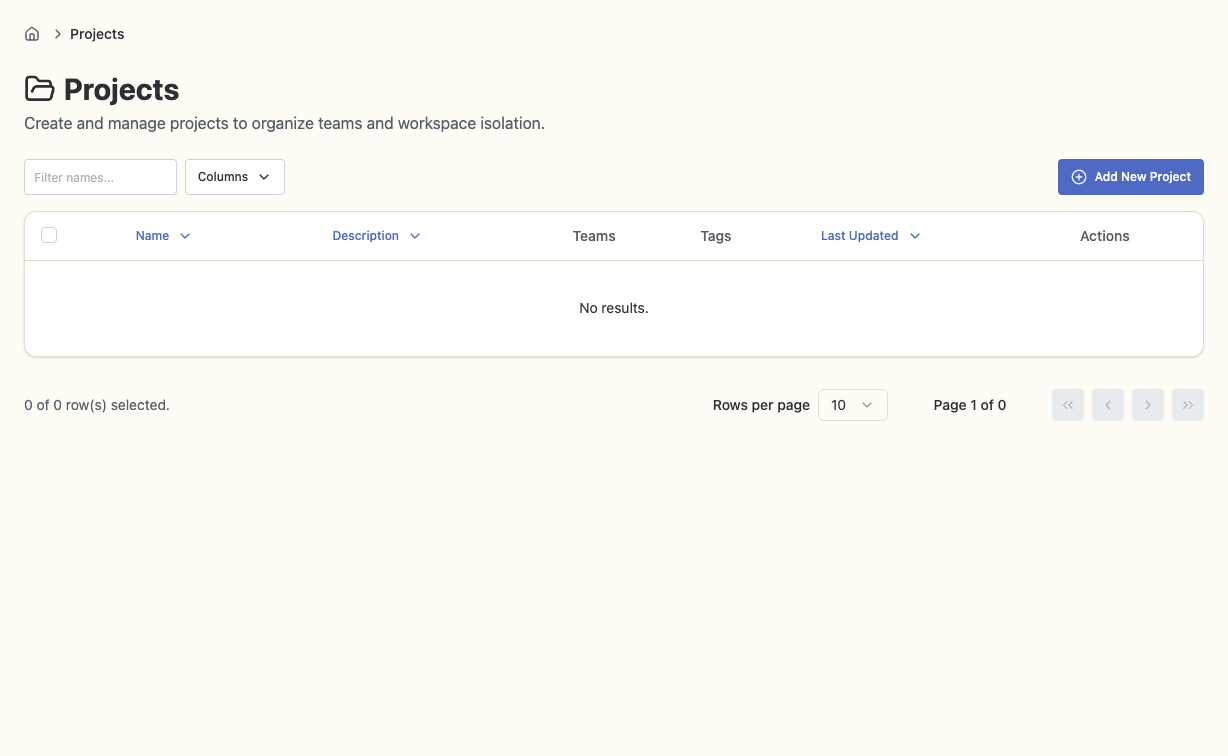 Projects
Projects
Create and manage projects to organize teams and workspace isolation.
Filter names...
Columns
Add New Project
Name Description Teams Tags Last Updated Actions
No results.
0 of 0 row(s) selected.
Rows per page 10 Page 1 of 0